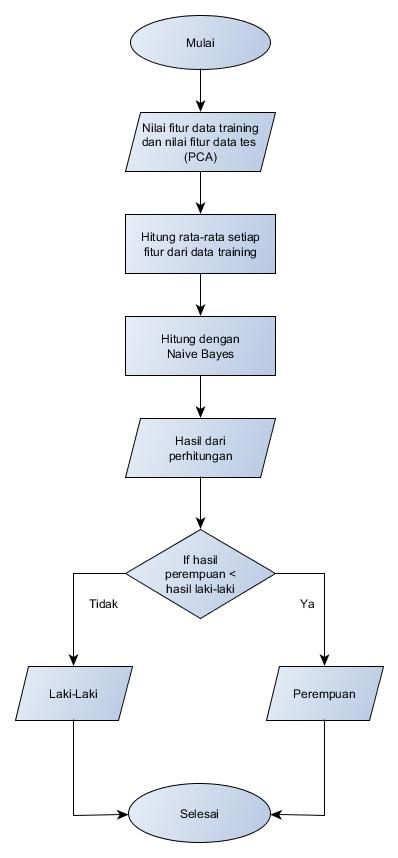 Mulai
Nilai fitur data training
dan nilai fitur data tes
(PCA)
Hitung rata-rata setiap
fitur dari data training
Hitung dengan
Naive Bayes
Hasil dari
perhitungan
If hasil
perempuan <
hasil laki-laki
Tidak
Ya
Laki-Laki
Perempuan
Selesai